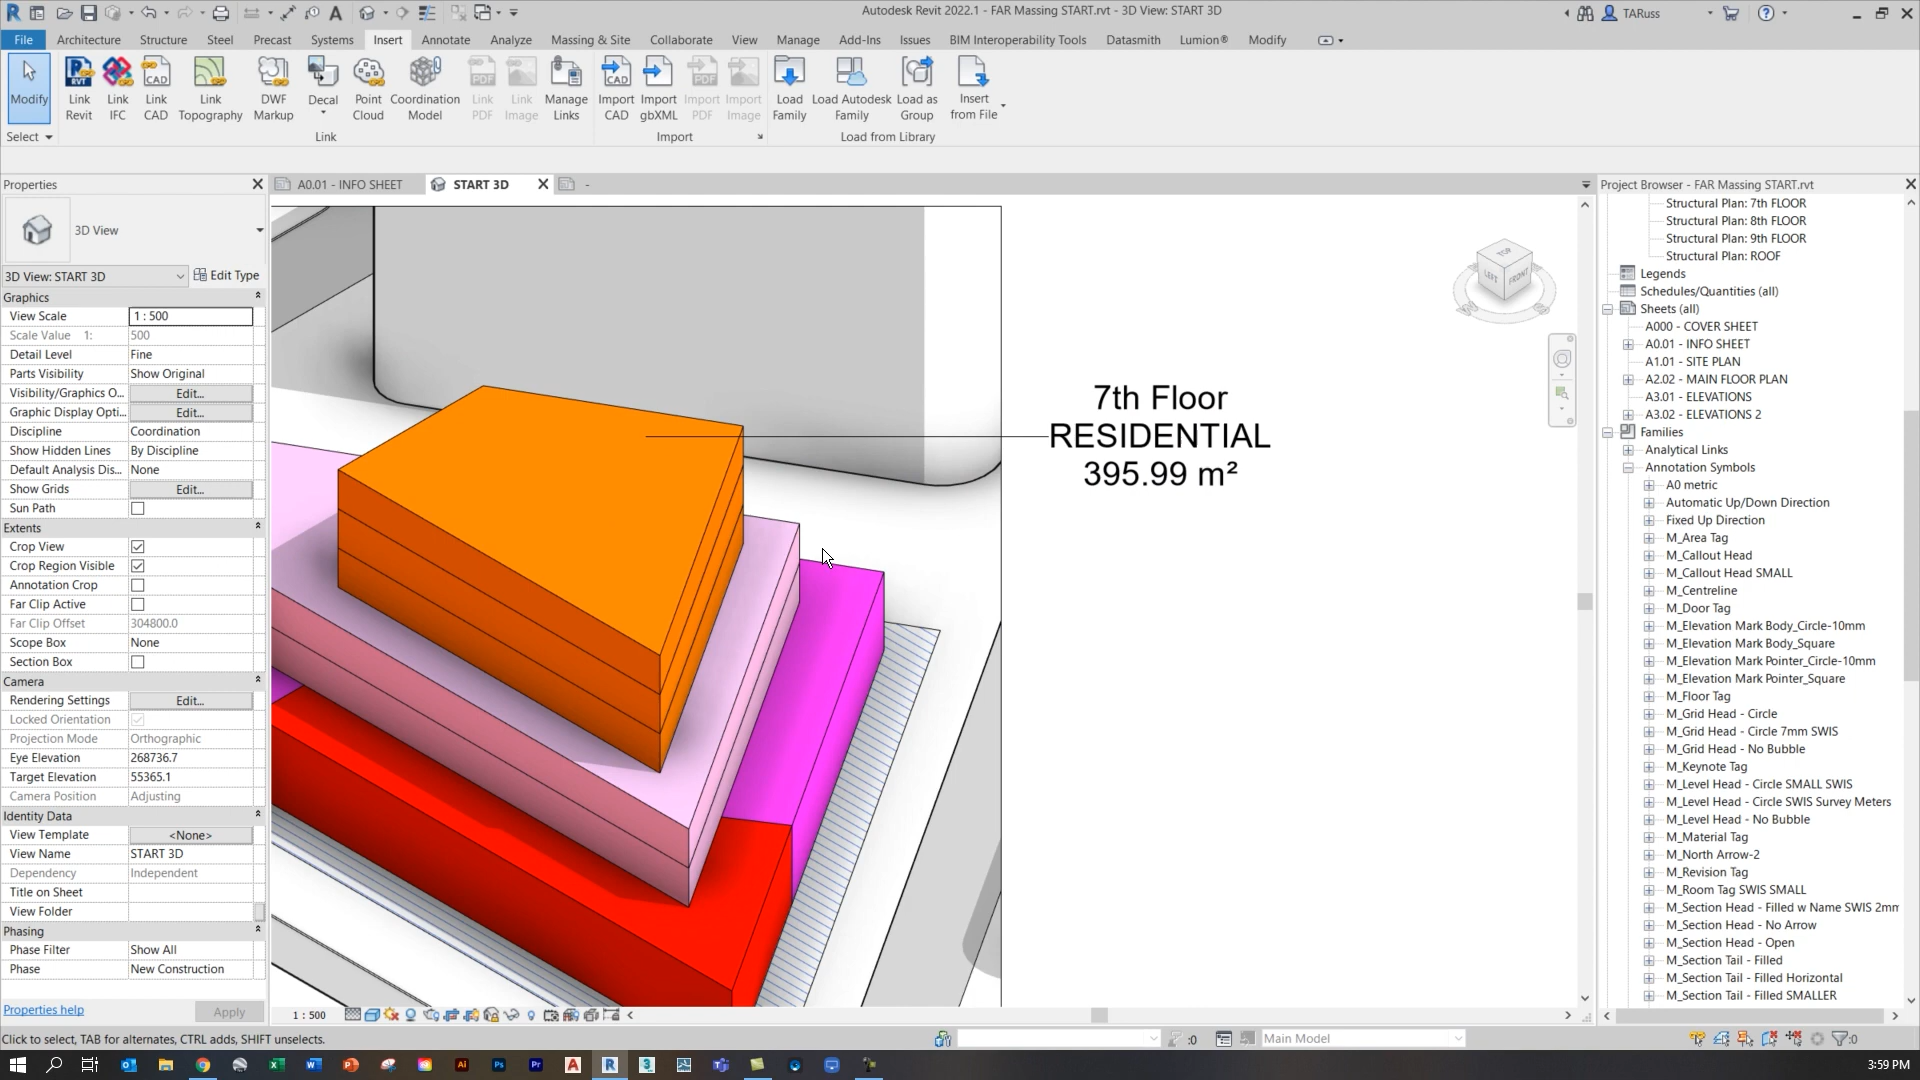 Autodesk Revit 2022.1 - FAR Massing START.rvt - 3D View: START 3D
TARuss
File
Architecture
Structure
Steel
Precast
Systems
Insert
Annotate
Analyze
Massing & Site
Collaborate
View
Manage
Add-Ins
Issues
BIM Interoperability Tools
Datasmith
Lumion®
Modify
Modify
Link Revit
Link IFC
Link CAD
Link Topography
DWF Markup
Decal
Point Cloud
Coordination Model
Link PDF
Link Image
Manage Links
Import CAD
Import gbXML
Import PDF
Import Image
Load Family
Load Autodesk Family
Load as Group
Insert from File
Select
Link
Import
Load from Library
Properties
A0.01 - INFO SHEET
START 3D
-
Project Browser - FAR Massing START.rvt
3D View
3D View: START 3D
Edit Type
Graphics
View Scale 1 : 500
Scale Value 1: 500
Detail Level Fine
Parts Visibility Show Original
Visibility/Graphics O... Edit...
Graphic Display Opti... Edit...
Discipline Coordination
Show Hidden Lines By Discipline
Default Analysis Dis... None
Show Grids Edit...
Sun Path
Extents
Crop View
Crop Region Visible
Annotation Crop
Far Clip Active
Far Clip Offset 304800.0
Scope Box None
Section Box
Camera
Rendering Settings Edit...
Locked Orientation
Projection Mode Orthographic
Eye Elevation 268736.7
Target Elevation 55365.1
Camera Position Adjusting
Identity Data
View Template <None>
View Name START 3D
Dependency Independent
Title on Sheet
View Folder
Phasing
Phase Filter Show All
Phase New Construction
Properties help
Apply
7th Floor
RESIDENTIAL
395.99 m²
TOP
LEFT
FRONT
Structural Plan: 7th FLOOR
Structural Plan: 8th FLOOR
Structural Plan: 9th FLOOR
Structural Plan: ROOF
Legends
Schedules/Quantities (all)
Sheets (all)
A000 - COVER SHEET
A0.01 - INFO SHEET
A1.01 - SITE PLAN
A2.02 - MAIN FLOOR PLAN
A3.01 - ELEVATIONS
A3.02 - ELEVATIONS 2
Families
Analytical Links
Annotation Symbols
A0 metric
Automatic Up/Down Direction
Fixed Up Direction
M_Area Tag
M_Callout Head
M_Callout Head SMALL
M_Centreline
M_Door Tag
M_Elevation Mark Body_Circle-10mm
M_Elevation Mark Body_Square
M_Elevation Mark Pointer_Circle-10mm
M_Elevation Mark Pointer_Square
M_Floor Tag
M_Grid Head - Circle
M_Grid Head - Circle 7mm SWIS
M_Grid Head - No Bubble
M_Keynote Tag
M_Level Head - Circle SMALL SWIS
M_Level Head - Circle SWIS Survey Meters
M_Level Head - No Bubble
M_Material Tag
M_North Arrow-2
M_Revision Tag
M_Room Tag SWIS SMALL
M_Section Head - Filled w Name SWIS 2mm
M_Section Head - No Arrow
M_Section Head - Open
M_Section Tail - Filled
M_Section Tail - Filled Horizontal
M_Section Tail - Filled SMALLER
1 : 500
Click to select, TAB for alternates, CTRL adds, SHIFT unselects.
:0
Main Model
:0
3:59 PM